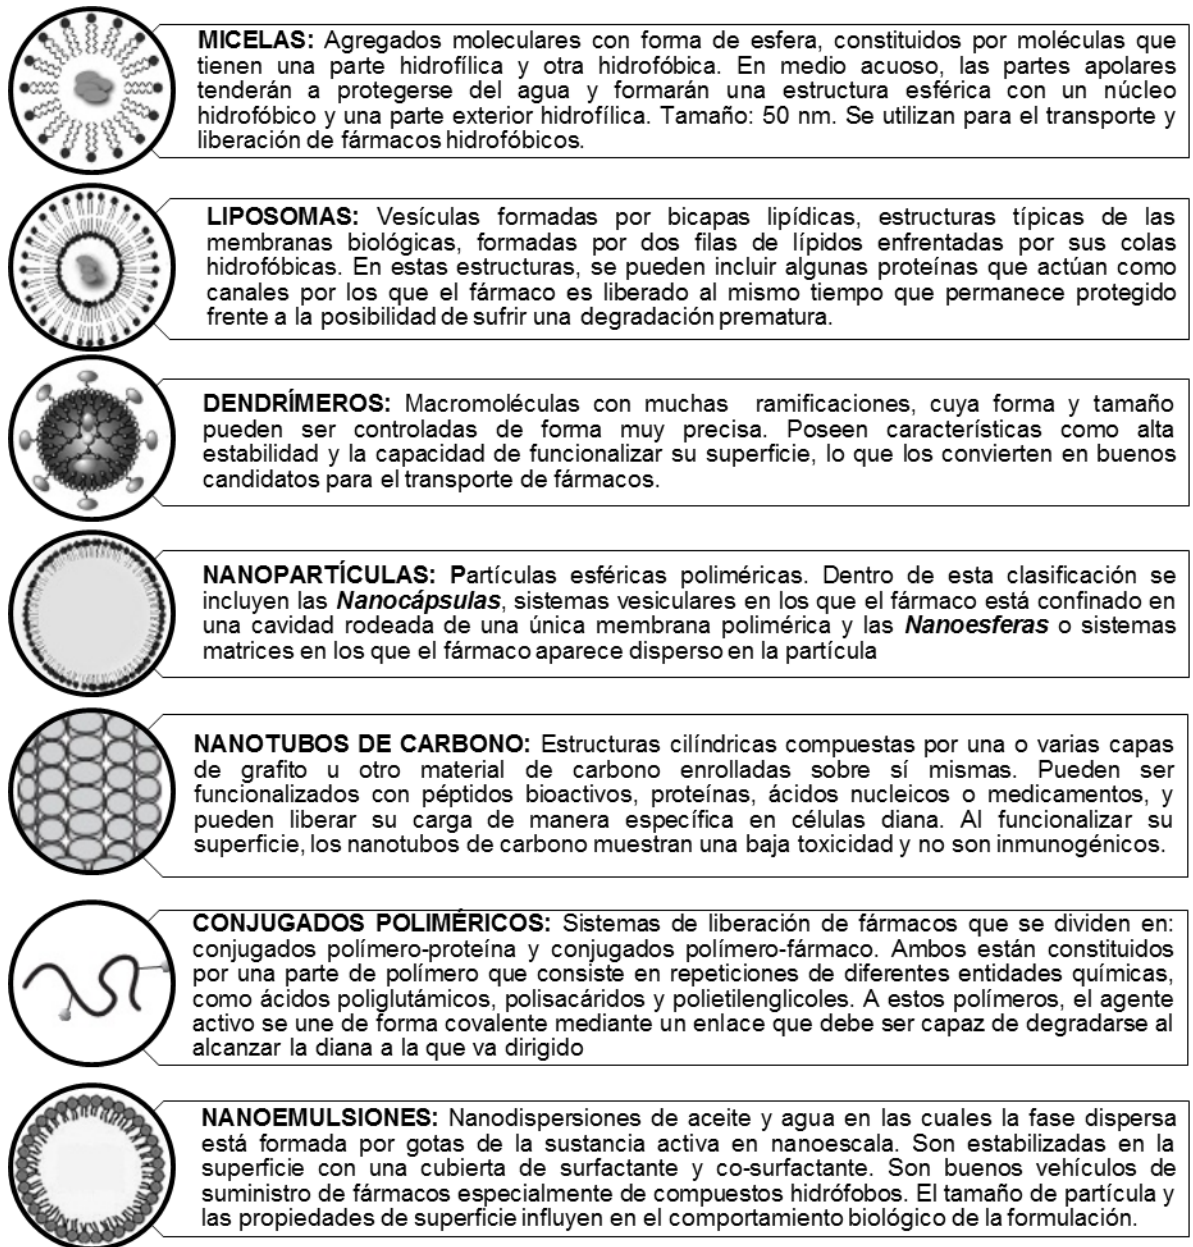 MICELAS: Agregados moleculares con forma de esfera, constituidos por moléculas que
tienen una parte hidrofílica y otra hidrofóbica. En medio acuoso, las partes apolares
tenderán a protegerse del agua y formarán una estructura esférica con un núcleo
hidrofóbico y una parte exterior hidrofílica. Tamaño: 50 nm. Se utilizan para el transporte y
liberación de fármacos hidrofóbicos.
LIPOSOMAS: Vesículas formadas por bicapas lipídicas, estructuras típicas de las
membranas biológicas, formadas por dos filas de lípidos enfrentadas por sus colas
hidrofóbicas. En estas estructuras, se pueden incluir algunas proteínas que actúan como
canales por los que el fármaco es liberado al mismo tiempo que permanece protegido
frente a la posibilidad de sufrir una degradación prematura.
DENDRÍMEROS: Macromoléculas con muchas ramificaciones, cuya forma y tamaño
pueden ser controladas de forma muy precisa. Poseen características como alta
estabilidad y la capacidad de funcionalizar su superficie, lo que los convierten en buenos
candidatos para el transporte de fármacos.
NANOPARTÍCULAS: Partículas esféricas poliméricas. Dentro de esta clasificación se
incluyen las Nanocápsulas, sistemas vesiculares en los que el fármaco está confinado en
una cavidad rodeada de una única membrana polimérica y las Nanoesferas o sistemas
matrices en los que el fármaco aparece disperso en la partícula
NANOTUBOS DE CARBONO: Estructuras cilíndricas compuestas por una o varias capas
de grafito u otro material de carbono enrolladas sobre sí mismas. Pueden ser
funcionalizados con péptidos bioactivos, proteínas, ácidos nucleicos o medicamentos, y
pueden liberar su carga de manera específica en células diana. Al funcionalizar su
superficie, los nanotubos de carbono muestran una baja toxicidad y no son inmunogénicos.
CONJUGADOS POLIMÉRICOS: Sistemas de liberación de fármacos que se dividen en:
conjugados polímero-proteína y conjugados polímero-fármaco. Ambos están constituidos
por una parte de polímero que consiste en repeticiones de diferentes entidades químicas,
como ácidos poliglutámicos, polisacáridos y polietilenglicoles. A estos polímeros, el agente
activo se une de forma covalente mediante un enlace que debe ser capaz de degradarse al
alcanzar la diana a la que va dirigido
NANOEMULSIONES: Nanodispersiones de aceite y agua en las cuales la fase dispersa
está formada por gotas de la sustancia activa en nanoescala. Son estabilizadas en la
superficie con una cubierta de surfactante y co-surfactante. Son buenos vehículos de
suministro de fármacos especialmente de compuestos hidrófobos. El tamaño de partícula y
las propiedades de superficie influyen en el comportamiento biológico de la formulación.